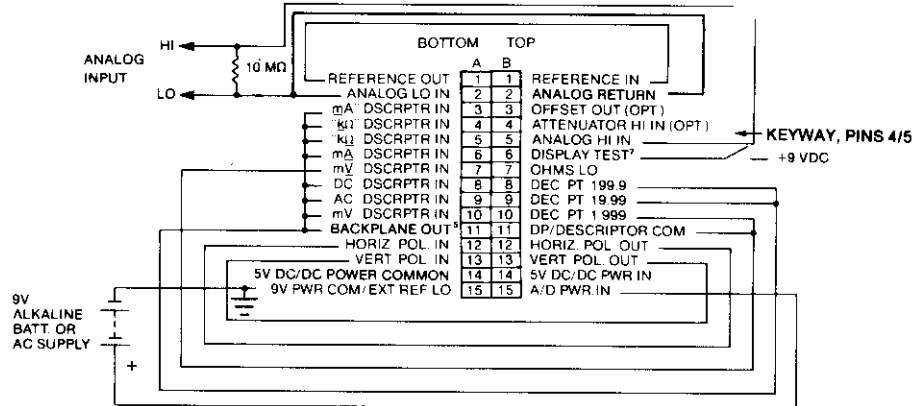 HI
ANALOG INPUT
10 MΩ
LO
BOTTOM TOP
A B
REFERENCE OUT 1 1 REFERENCE IN
ANALOG LO IN 2 2 ANALOG RETURN
"mA" DSCRPTR IN 3 3 OFFSET OUT (OPT)
"kΩ" DSCRPTR IN 4 4 ATTENUATOR HI IN (OPT)
"kΩ DSCRPTR IN 5 5 ANALOG HI IN
mA DSCRPTR IN 6 6 DISPLAY TEST⁷
mV DSCRPTR IN 7 7 OHMS LO
DC DSCRPTR IN 8 8 DEC PT 199.9
AC DSCRPTR IN 9 9 DEC PT 19.99
mV DSCRPTR IN 10 10 DEC PT 1.999
BACKPLANE OUT⁵ 11 11 DP/DESCRIPTOR COM
HORIZ. POL. IN 12 12 HORIZ. POL. OUT
VERT POL. IN 13 13 VERT POL. OUT
5V DC/DC POWER COMMON 14 14 5V DC/DC PWR IN
9V PWR COM/EXT REF LO 15 15 A/D PWR.IN
KEYWAY, PINS 4/5
+9 VDC
9V
ALKALINE
BATT. OR
AC SUPPLY
+